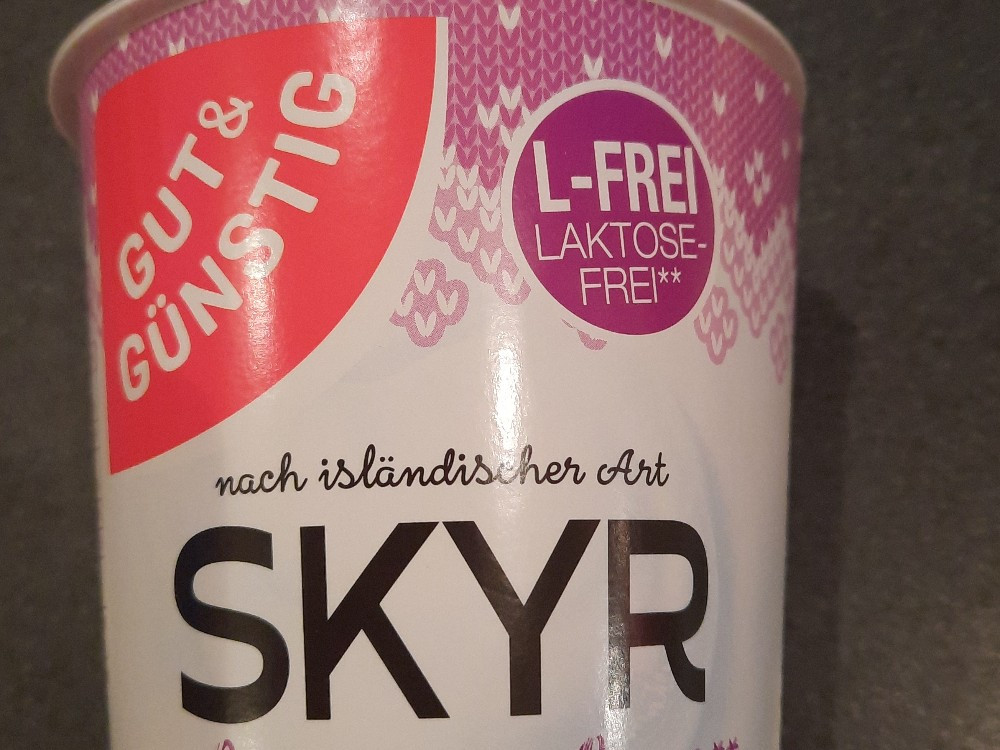 GUT &
GÜNSTIG
L-FREI
LAKTOSE-
FREI**
nach isländischer Art
SKYR